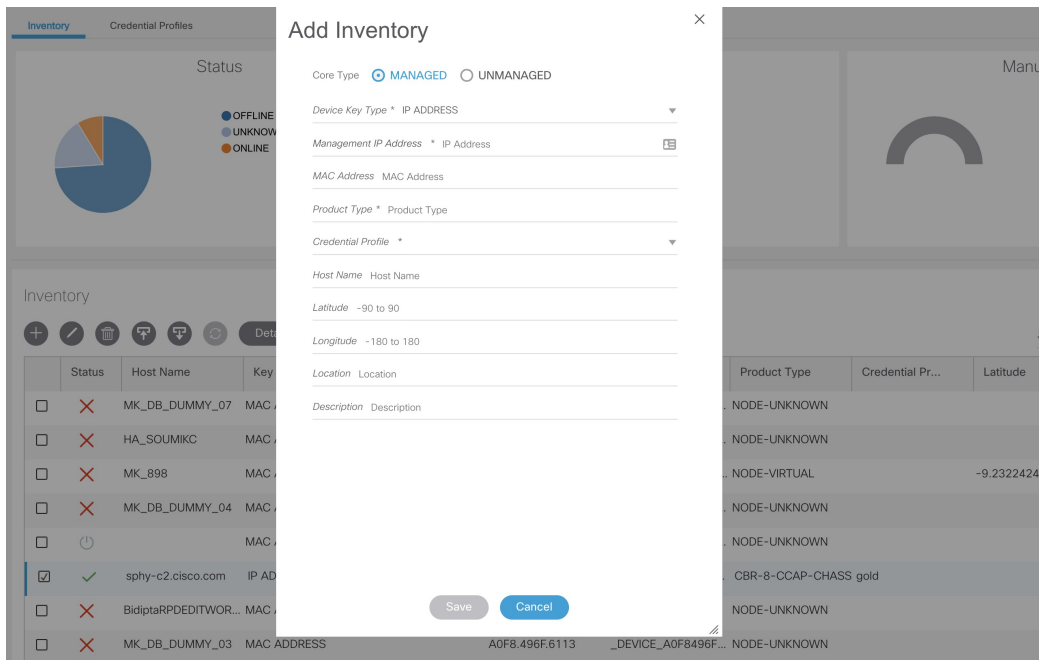 Inventory Credential Profiles
Status
OFFLINE
UNKNOW
ONLINE
Manu
Add Inventory
Core Type MANAGED UNMANAGED
Device Key Type * IP ADDRESS
Management IP Address * IP Address
MAC Address MAC Address
Product Type * Product Type
Credential Profile *
Host Name Host Name
Latitude -90 to 90
Longitude -180 to 180
Location Location
Description Description
Save Cancel
Inventory
Deta
Status Host Name Key Product Type Credential Pr... Latitude
MK_DB_DUMMY_07 MAC . NODE-UNKNOWN
HA_SOUMIKC MAC . NODE-UNKNOWN
MK_898 MAC .. NODE-VIRTUAL -9.2322424
MK_DB_DUMMY_04 MAC . NODE-UNKNOWN
MAC . NODE-UNKNOWN
sphy-c2.cisco.com IP AD . CBR-8-CCAP-CHASS gold
BidiptaRPDEDITWOR... MAC NODE-UNKNOWN
MK_DB_DUMMY_03 MAC ADDRESS A0F8.496F.6113 _DEVICE_A0F8496F... NODE-UNKNOWN